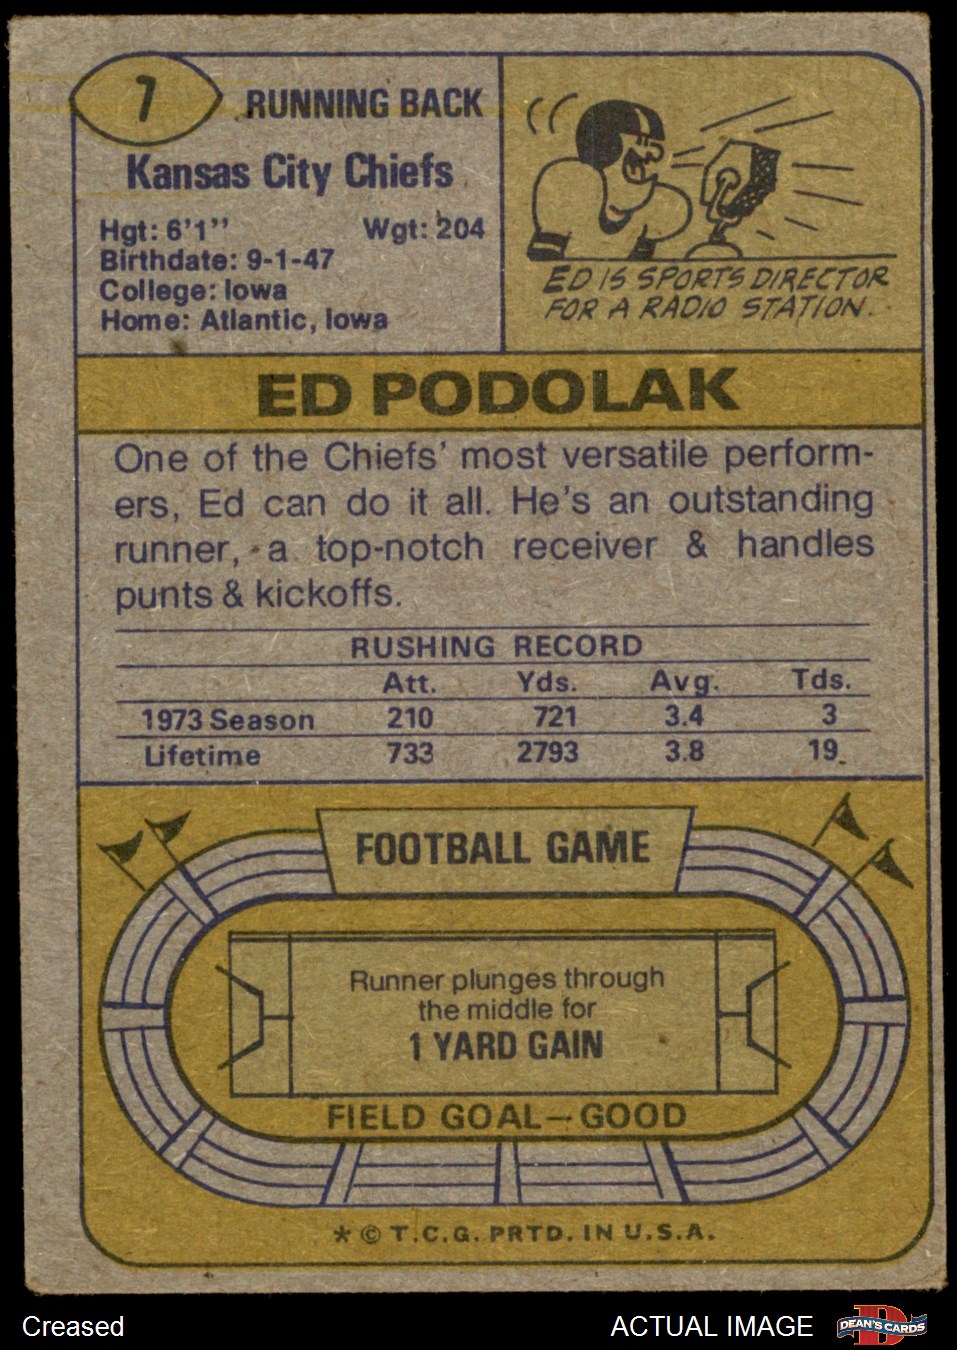 7
RUNNING BACK
Kansas City Chiefs
Hgt: 6'1" Wgt: 204
Birthdate: 9-1-47
College: Iowa
Home: Atlantic, Iowa
ED IS SPORTS DIRECTOR
FOR A RADIO STATION.
ED PODOLAK
One of the Chiefs' most versatile perform-
ers, Ed can do it all. He's an outstanding
runner, a top-notch receiver & handles
punts & kickoffs.
RUSHING RECORD
Att. Yds. Avg. Tds.
1973 Season 210 721 3.4 3
Lifetime 733 2793 3.8 19
FOOTBALL GAME
Runner plunges through
the middle for
1 YARD GAIN
FIELD GOAL—GOOD
* © T.C.G. PRTD. IN U.S.A.
Creased
ACTUAL IMAGE
D
DEAN'S CARDS